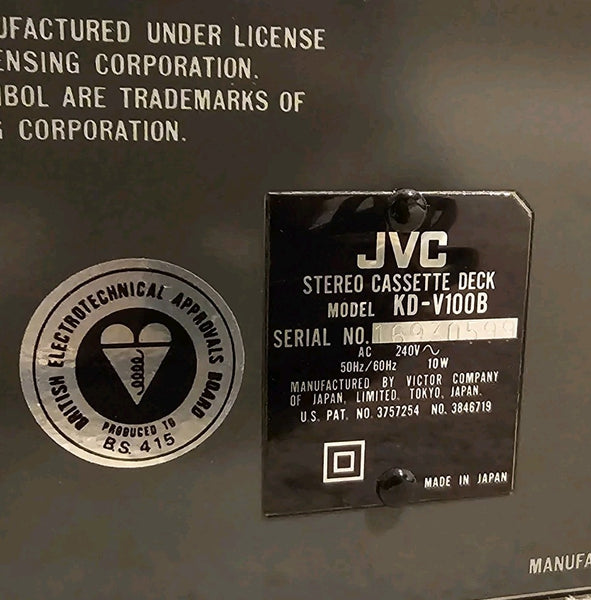 UFACTURED UNDER LICENSE
ENSING CORPORATION.
BOL ARE TRADEMARKS OF
CORPORATION.
JVC
STEREO CASSETTE DECK
MODEL KD-V100B
SERIAL NO.
AC 240V ~
50Hz/60Hz 10W
MANUFACTURED BY VICTOR COMPANY
OF JAPAN, LIMITED. TOKYO, JAPAN.
U.S. PAT. NO. 3757254 NO. 3846719
MADE IN JAPAN
BRITISH ELECTROTECHNICAL APPROVALS BOARD
PRODUCED TO
B.S. 415
MANUFA